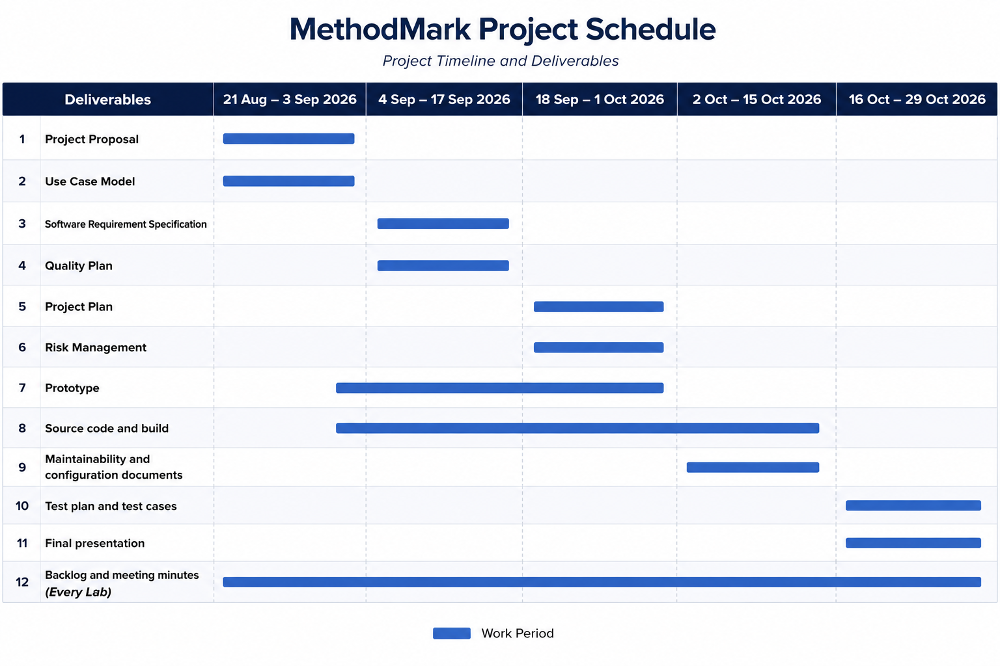 MethodMark Project Schedule
Project Timeline and Deliverables
Deliverables 21 Aug – 3 Sep 2026 4 Sep – 17 Sep 2026 18 Sep – 1 Oct 2026 2 Oct – 15 Oct 2026 16 Oct – 29 Oct 2026
1 Project Proposal
2 Use Case Model
3 Software Requirement Specification
4 Quality Plan
5 Project Plan
6 Risk Management
7 Prototype
8 Source code and build
9 Maintainability and
configuration documents
10 Test plan and test cases
11 Final presentation
12 Backlog and meeting minutes
(Every Lab)
Work Period